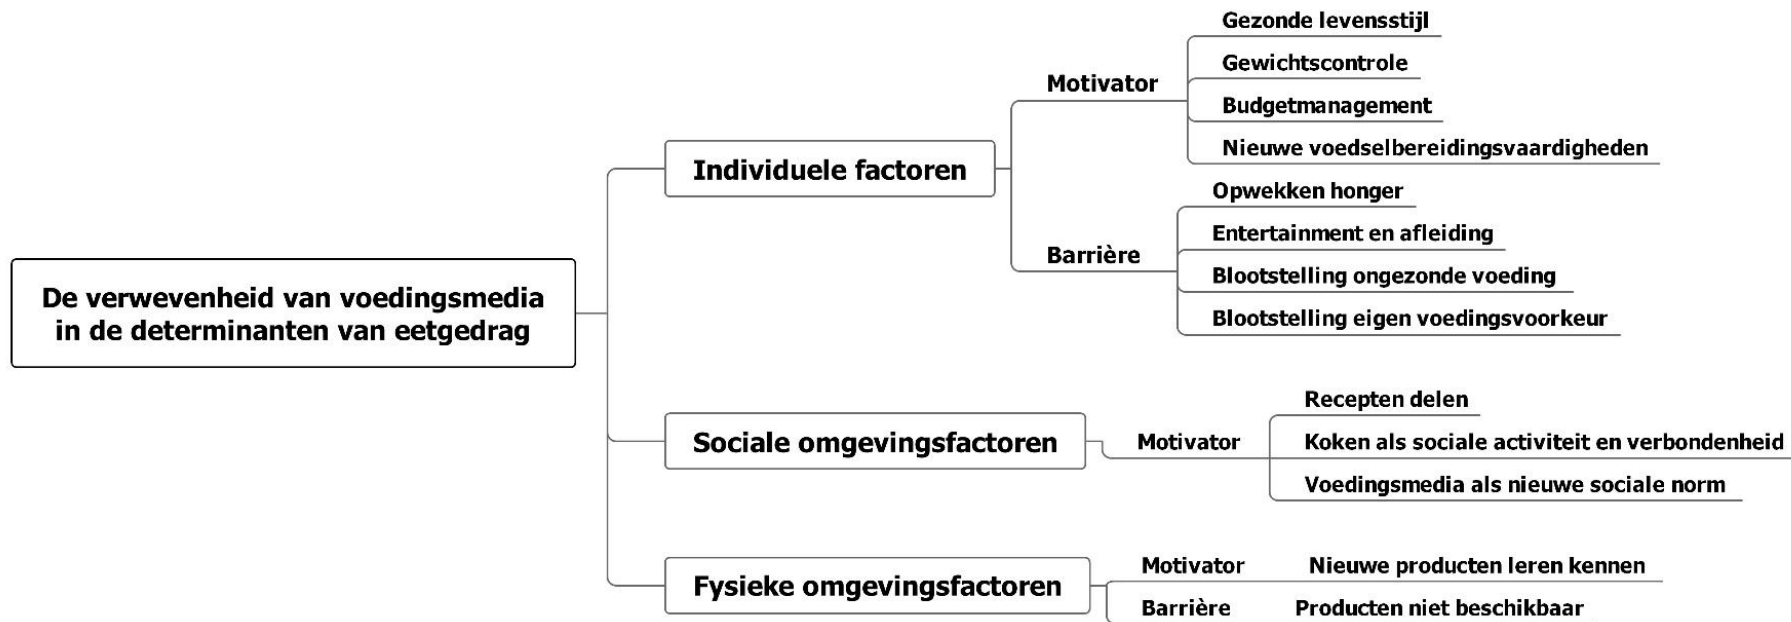 De verwevenheid van voedingsmedia
in de determinanten van eetgedrag
Individuele factoren
Motivator
Gezonde levensstijl
Gewichtscontrole
Budgetmanagement
Nieuwe voedselbereidingsvaardigheden
Barrière
Opwekken honger
Entertainment en afleiding
Blootstelling ongezonde voeding
Blootstelling eigen voedingsvoorkeur
Sociale omgevingsfactoren
Motivator
Recepten delen
Koken als sociale activiteit en verbondenheid
Voedingsmedia als nieuwe sociale norm
Fysieke omgevingsfactoren
Motivator
Nieuwe producten leren kennen
Barrière
Producten niet beschikbaar